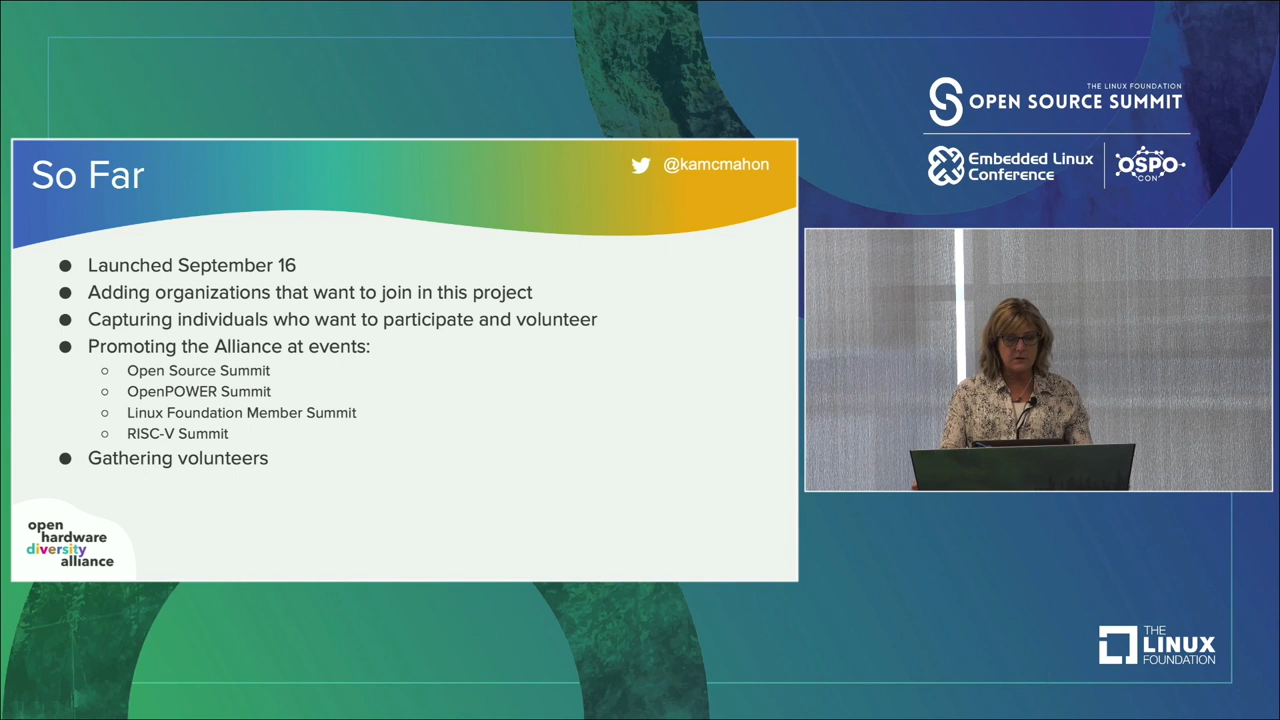 THE LINUX FOUNDATION
OPEN SOURCE SUMMIT
Embedded Linux
Conference
OSPO
CON
So Far
@kamcmahon
Launched September 16
Adding organizations that want to join in this project
Capturing individuals who want to participate and volunteer
Promoting the Alliance at events:
Open Source Summit
OpenPOWER Summit
Linux Foundation Member Summit
RISC-V Summit
Gathering volunteers
open
hardware
diversity
alliance
THE
LINUX
FOUNDATION